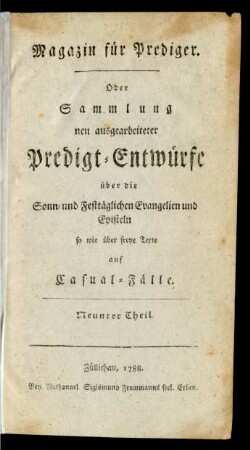 Magazin für Prediger.
Oder
Sammlung
neu ausgearbeiteter
Predigt-Entwürfe
über die
Sonn- und Festtäglichen Evangelien und
Episteln
so wie über freye Texte
auf
Casual-Fälle.
Neunter Theil.
Züllichau, 1788.
Bey Nathanael Sigismund Frommanns seel. Erben.